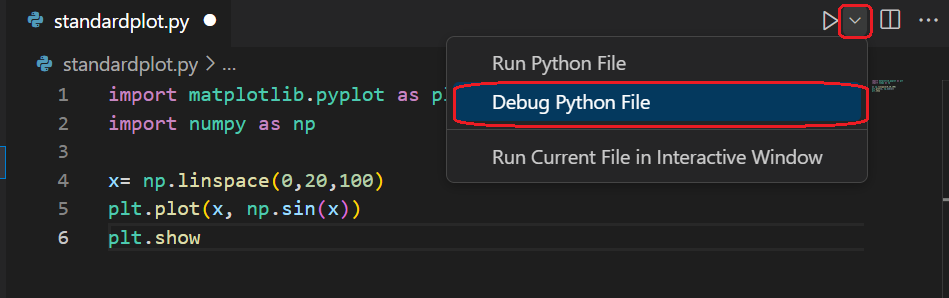 standardplot.py
standardplot.py > ...
Run Python File
Debug Python File
Run Current File in Interactive Window
1 import matplotlib.pyplot as
2 import numpy as np
3
4 x= np.linspace(0,20,100)
5 plt.plot(x, np.sin(x))
6 plt.show